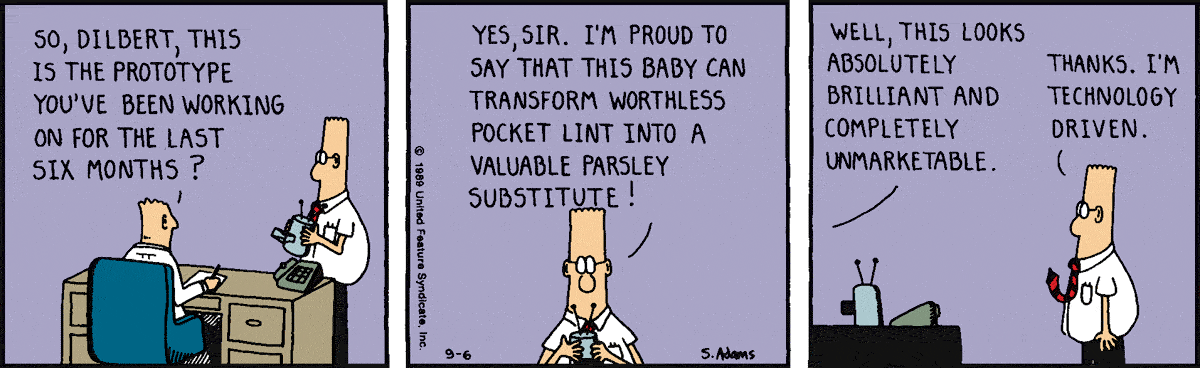 SO, DILBERT, THIS
IS THE PROTOTYPE
YOU'VE BEEN WORKING
ON FOR THE LAST
SIX MONTHS?
YES, SIR. I'M PROUD TO
SAY THAT THIS BABY CAN
TRANSFORM WORTHLESS
POCKET LINT INTO A
VALUABLE PARSLEY
SUBSTITUTE!
© 1989 United Feature Syndicate, Inc.
9-6
S. Adams
WELL, THIS LOOKS
ABSOLUTELY
BRILLIANT AND
COMPLETELY
UNMARKETABLE.
THANKS. I'M
TECHNOLOGY
DRIVEN.